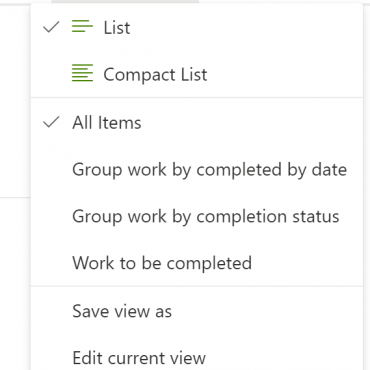 List
Compact List
All Items
Group work by completed by date
Group work by completion status
Work to be completed
Save view as
Edit current view